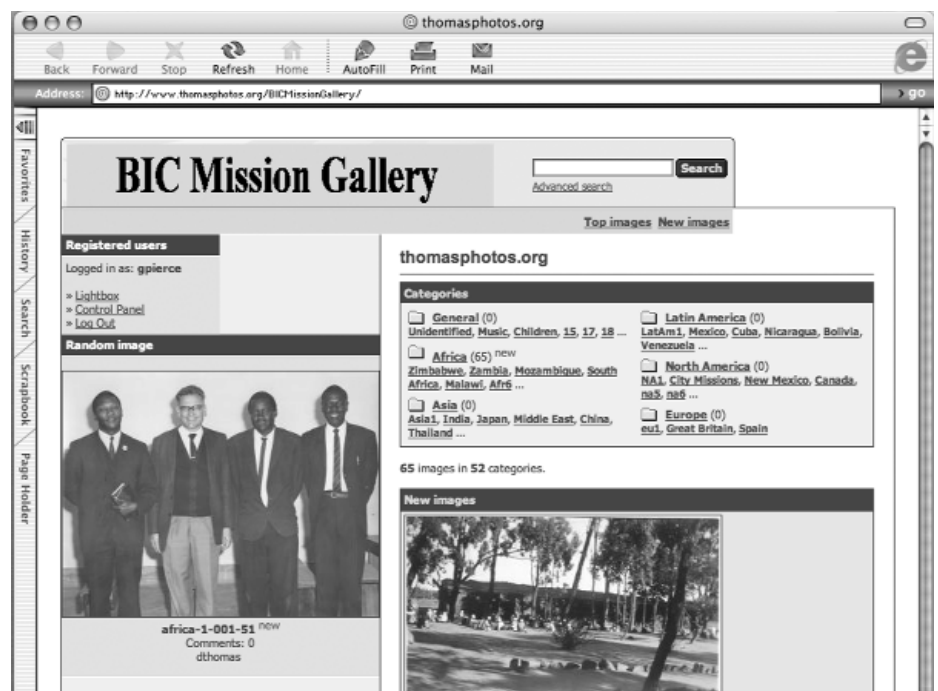 thomasphotos.org
Back Forward Stop Refresh Home AutoFill Print Mail
Address: http://www.thomasphotos.org/BICMissionGallery/ go
Favorites
History
Search
Scrapbook
Page Holder
BIC Mission Gallery
Search
Advanced search
Top images New images
Registered users
Logged in as: gpierce
» Lightbox
» Control Panel
» Log Out
Random image
africa-1-001-51 new
Comments: 0
dthomas
thomasphotos.org
Categories
General (0)
Unidentified, Music, Children, 15, 17, 18 ...
Africa (65) new
Zimbabwe, Zambia, Mozambique, South
Africa, Malawi, Afr6 ...
Asia (0)
Asia1, India, Japan, Middle East, China,
Thailand ...
Latin America (0)
LatAm1, Mexico, Cuba, Nicaragua, Bolivia,
Venezuela ...
North America (0)
NA1, City Missions, New Mexico, Canada,
na5, na6 ...
Europe (0)
eu1, Great Britain, Spain
65 images in 52 categories.
New images